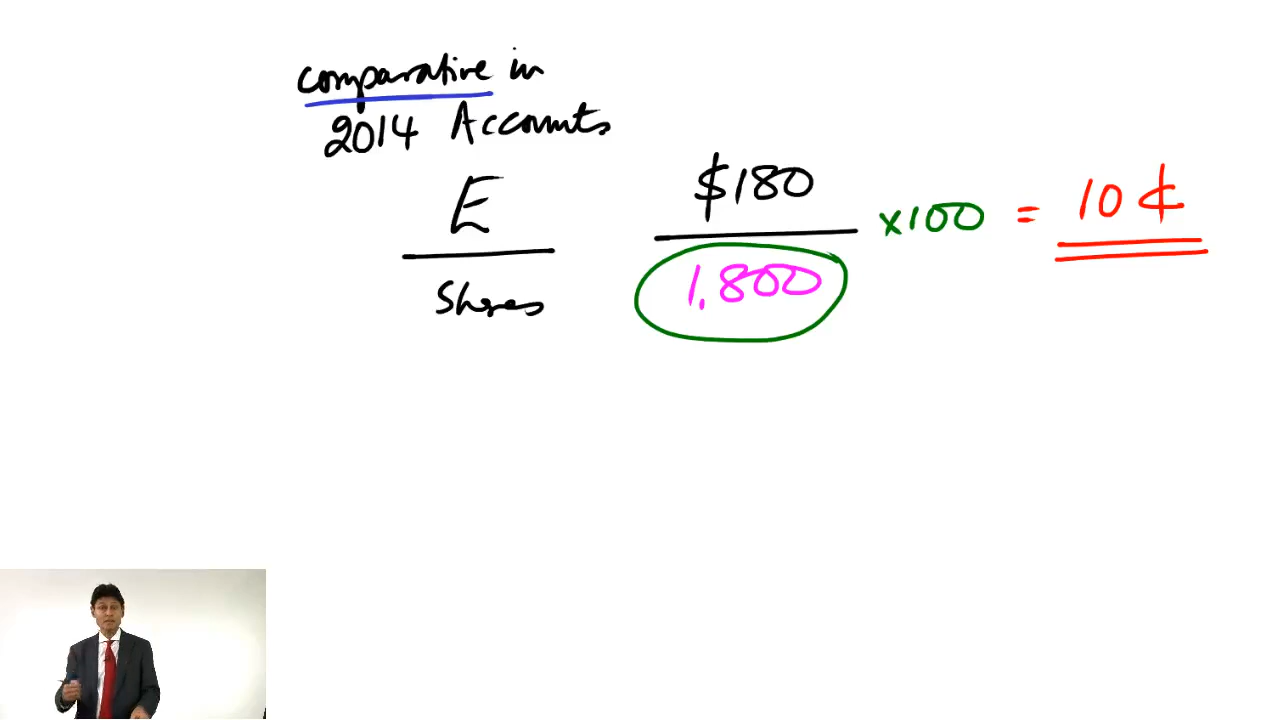 comparative in
2014 Accounts
E
Shares
$180
1,800
x100 = 10 ¢